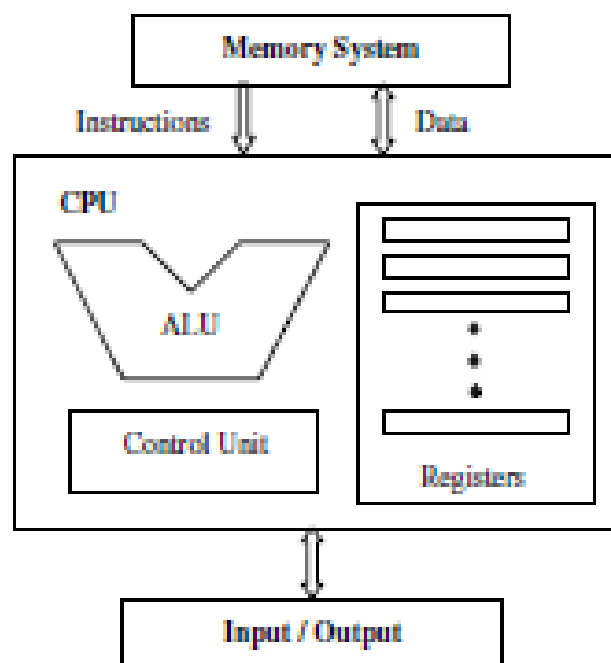 Memory System
Instructions
Data
CPU
ALU
Control Unit
Registers
Input / Output